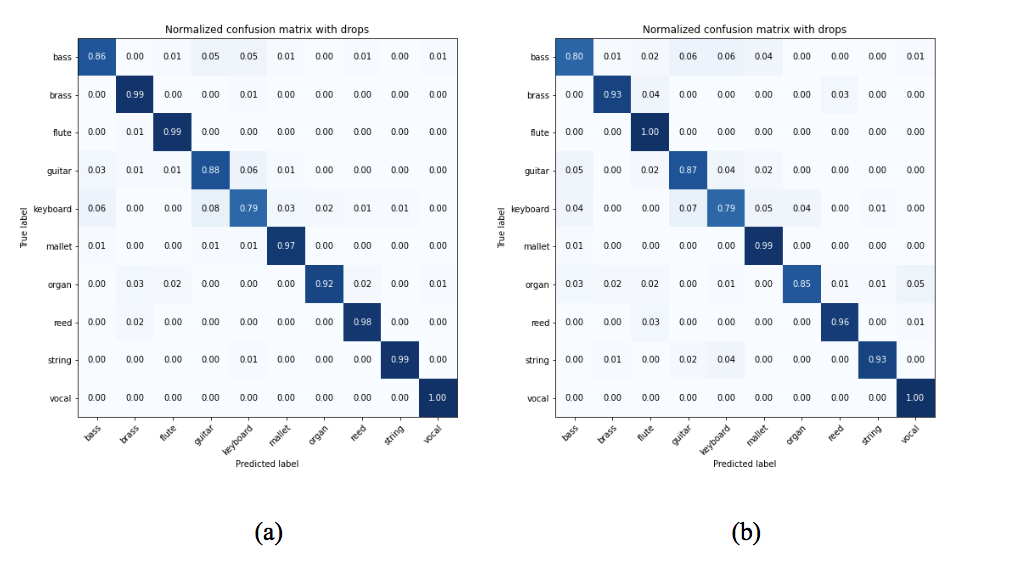 Normalized confusion matrix with drops
bass 0.86 0.00 0.01 0.05 0.05 0.01 0.00 0.01 0.00 0.01
brass 0.00 0.99 0.00 0.00 0.01 0.00 0.00 0.00 0.00 0.00
flute 0.00 0.01 0.99 0.00 0.00 0.00 0.00 0.00 0.00 0.00
guitar 0.03 0.01 0.01 0.88 0.06 0.01 0.00 0.00 0.00 0.00
keyboard 0.06 0.00 0.00 0.08 0.79 0.03 0.02 0.01 0.01 0.00
mallet 0.01 0.00 0.00 0.01 0.01 0.97 0.00 0.00 0.00 0.00
organ 0.00 0.03 0.02 0.00 0.00 0.00 0.92 0.02 0.00 0.01
reed 0.00 0.02 0.00 0.00 0.00 0.00 0.00 0.98 0.00 0.00
string 0.00 0.00 0.00 0.00 0.01 0.00 0.00 0.00 0.99 0.00
vocal 0.00 0.00 0.00 0.00 0.00 0.00 0.00 0.00 0.00 1.00
True label
bass brass flute guitar keyboard mallet organ reed string vocal
Predicted label
(a)
Normalized confusion matrix with drops
bass 0.80 0.01 0.02 0.06 0.06 0.04 0.00 0.00 0.00 0.01
brass 0.00 0.93 0.04 0.00 0.00 0.00 0.00 0.03 0.00 0.00
flute 0.00 0.00 1.00 0.00 0.00 0.00 0.00 0.00 0.00 0.00
guitar 0.05 0.00 0.02 0.87 0.04 0.02 0.00 0.00 0.00 0.00
keyboard 0.04 0.00 0.00 0.07 0.79 0.05 0.04 0.00 0.01 0.00
mallet 0.01 0.00 0.00 0.00 0.00 0.99 0.00 0.00 0.00 0.00
organ 0.03 0.02 0.02 0.00 0.01 0.00 0.85 0.01 0.01 0.05
reed 0.00 0.00 0.03 0.00 0.00 0.00 0.00 0.96 0.00 0.01
string 0.00 0.01 0.00 0.02 0.04 0.00 0.00 0.00 0.93 0.00
vocal 0.00 0.00 0.00 0.00 0.00 0.00 0.00 0.00 0.00 1.00
True label
bass brass flute guitar keyboard mallet organ reed string vocal
Predicted label
(b)